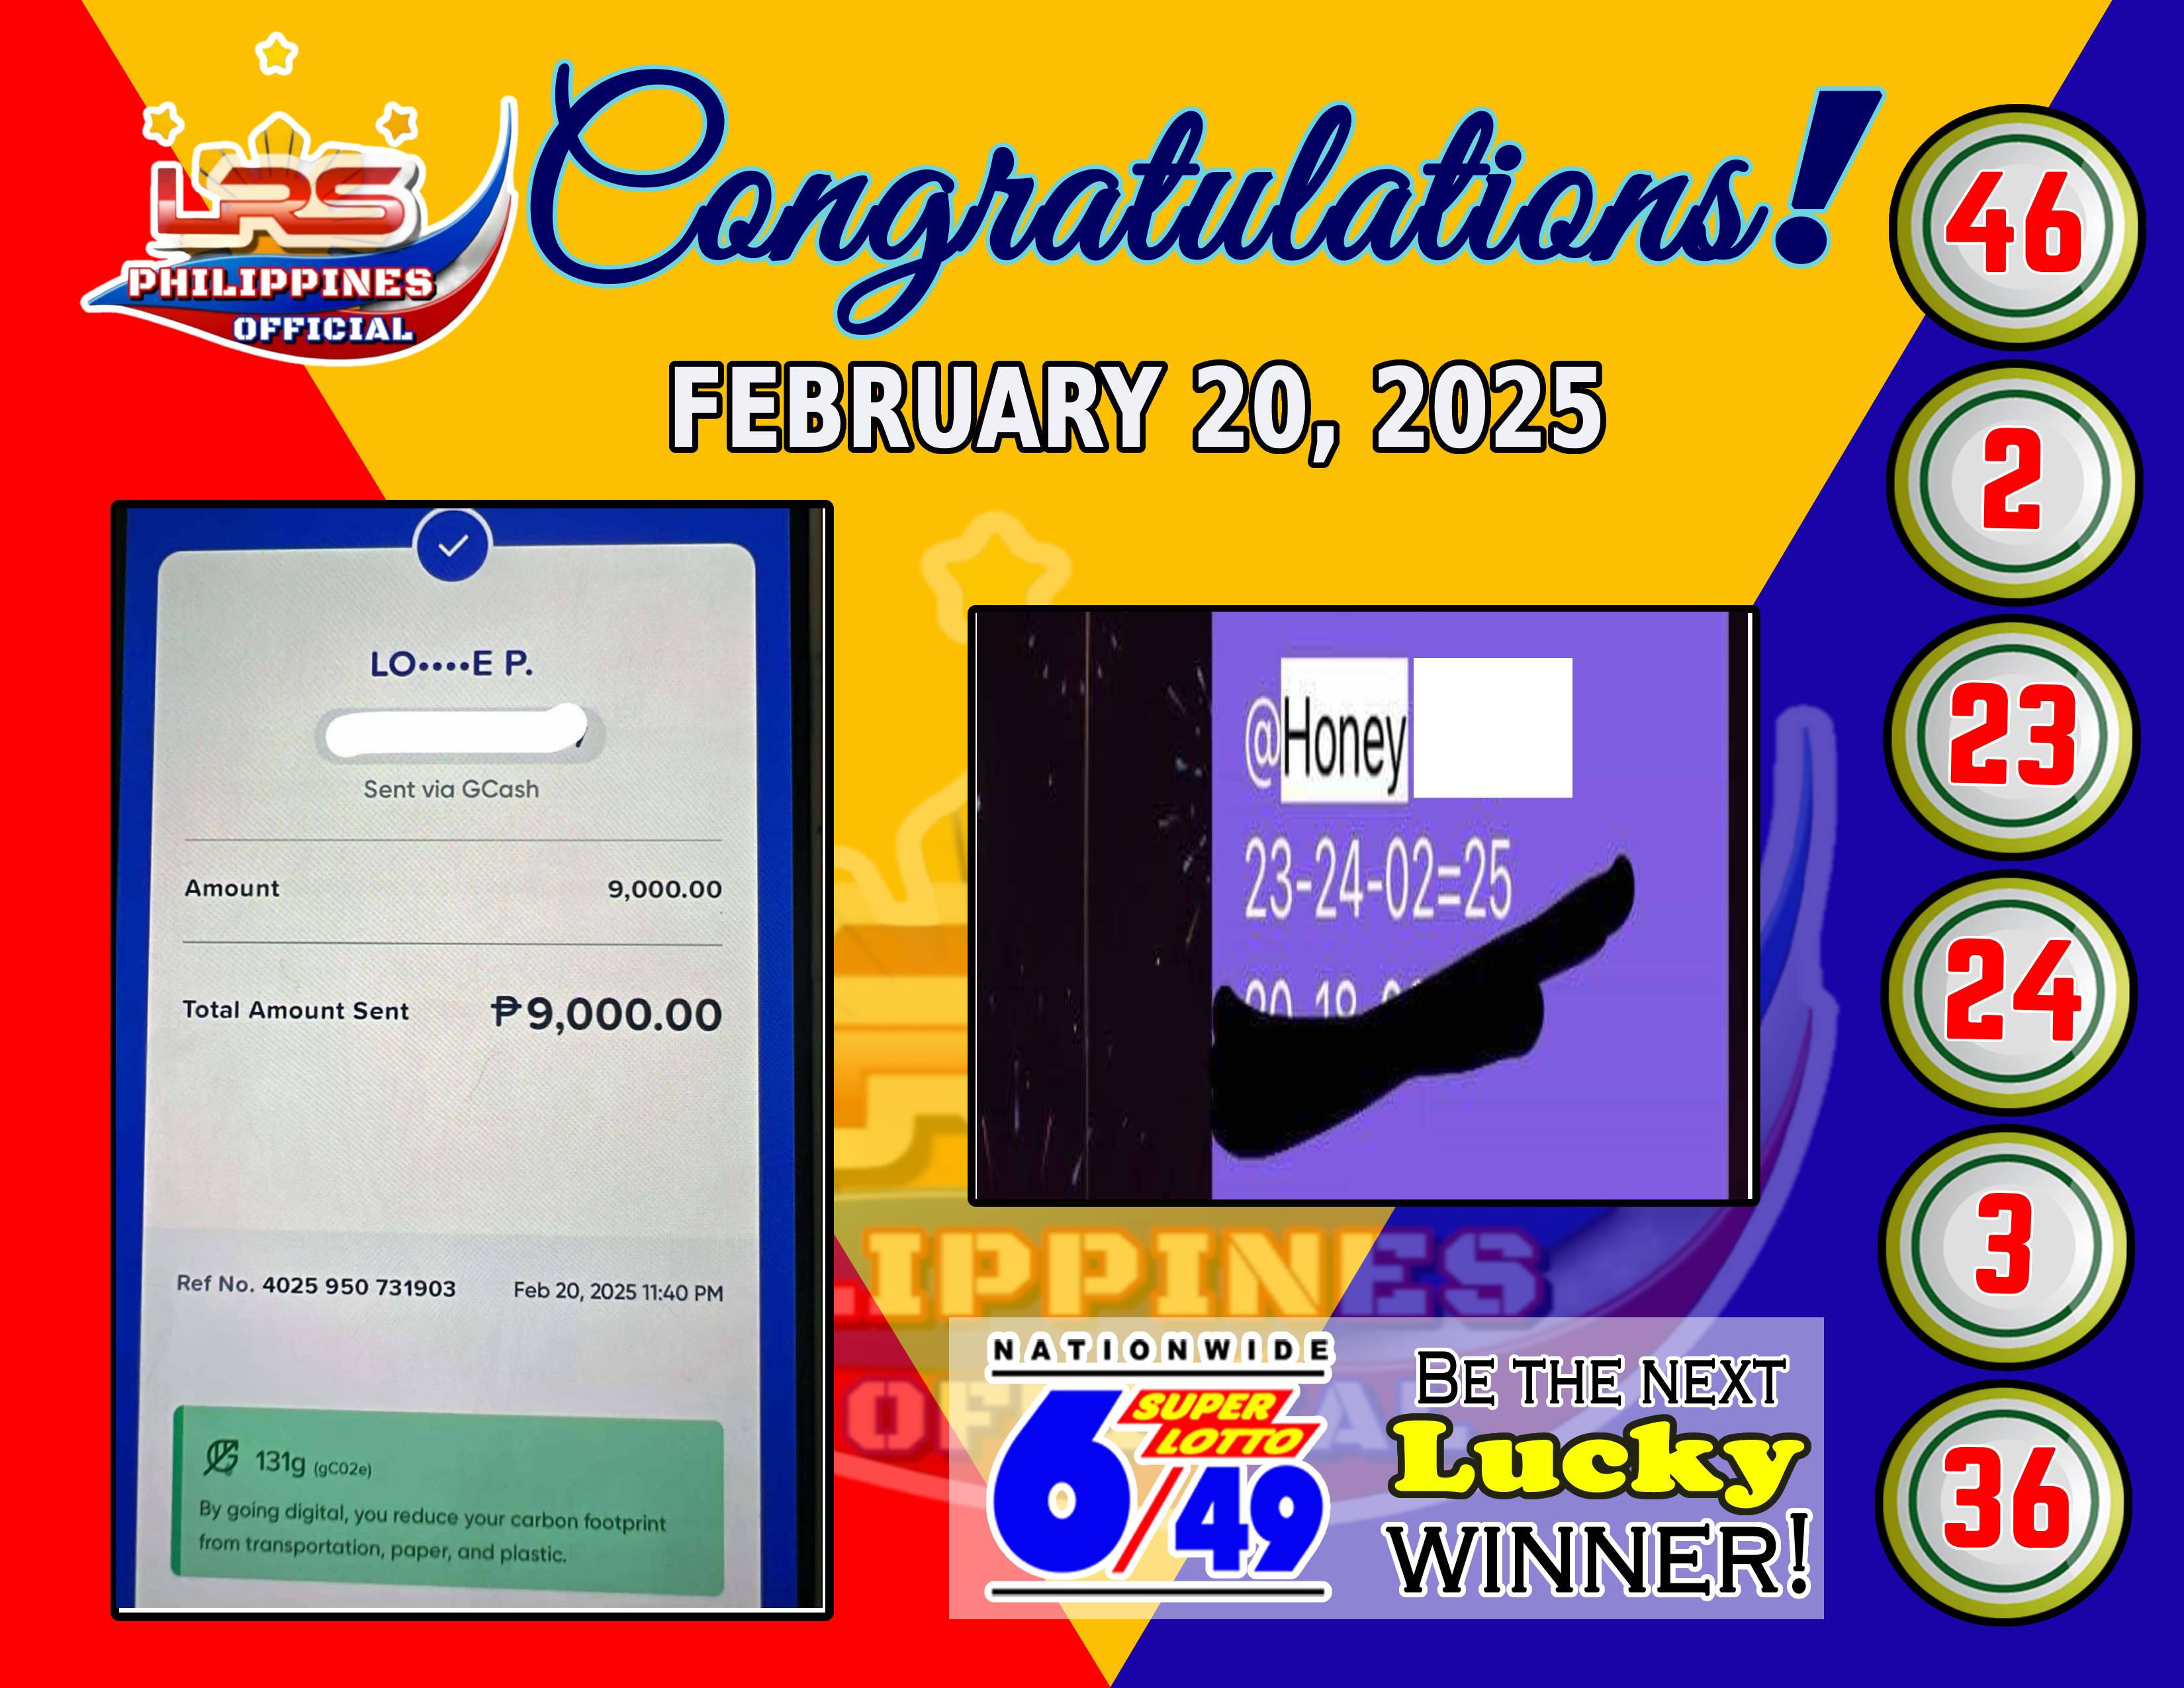 LRS
PHILIPPINES
OFFICIAL
Congratulations!
FEBRUARY 20, 2025
LO••••E P.
Sent via GCash
Amount 9,000.00
Total Amount Sent ₱9,000.00
Ref No. 4025 950 731903 Feb 20, 2025 11:40 PM
131g (gCO2e)
By going digital, you reduce your carbon footprint
from transportation, paper, and plastic.
@Honey
23-24-02=25
LIPPINES
NATIONWIDE
6/49
SUPER
LOTTO
BE THE NEXT
Lucky
WINNER!
46
2
23
24
3
36